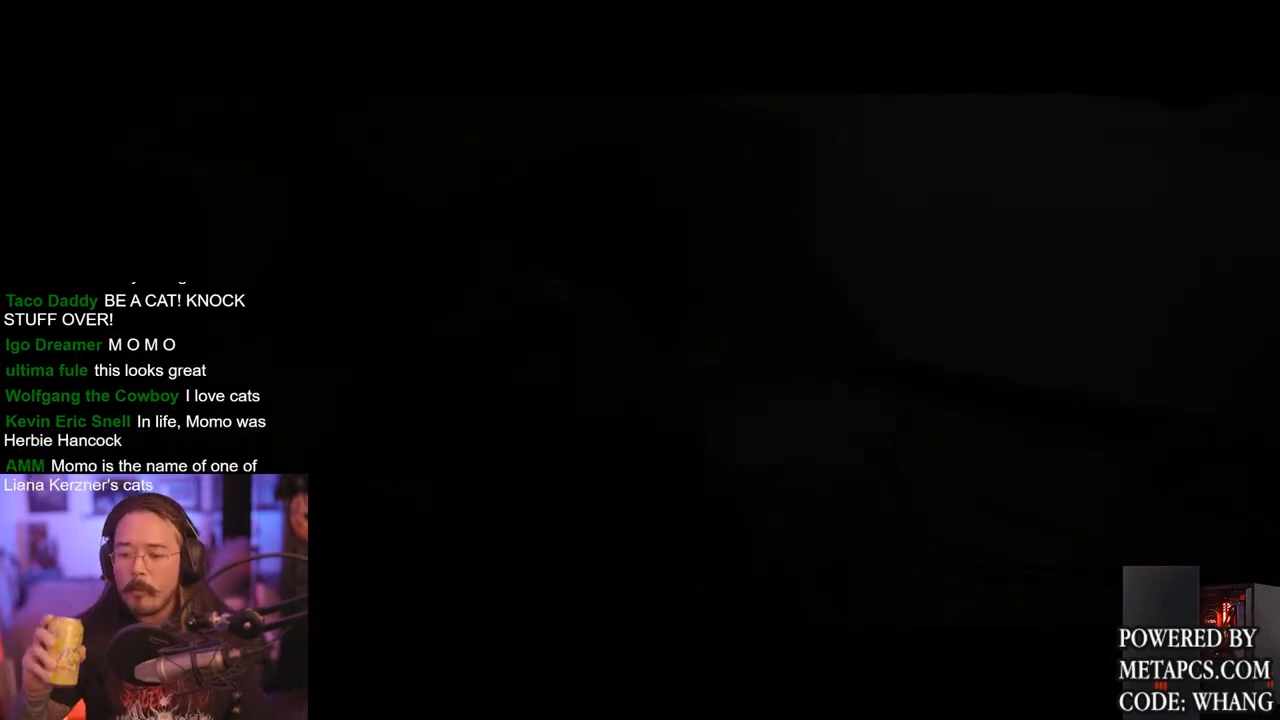 Taco Daddy BE A CAT! KNOCK
STUFF OVER!
Igo Dreamer M O M O
ultima fule this looks great
Wolfgang the Cowboy I love cats
Kevin Eric Snell In life, Momo was
Herbie Hancock
AMM Momo is the name of one of
Liana Kerzner's cats
POWERED BY
METAPCS.COM
CODE: WHANG